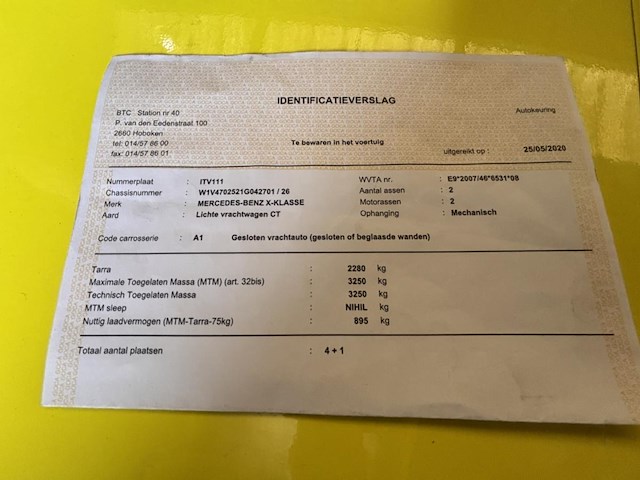 IDENTIFICATIEVERSLAG
Autokeuring
BTC Station nr 40
P. van den Eedenstraat 100
2660 Hoboken
tel: 014/57 86 00
fax: 014/57 86 01
Te bewaren in het voertuig
uitgereikt op : 25/05/2020
Nummerplaat : ITV111
Chassisnummer : W1V4702521G042701 / 26
Merk : MERCEDES-BENZ X-KLASSE
Aard : Lichte vrachtwagen CT
WVTA nr. : E9*2007/46*6531*08
Aantal assen : 2
Motorassen : 2
Ophanging : Mechanisch
Code carrosserie : A1 Gesloten vrachtauto (gesloten of beglaasde wanden)
Tarra : 2280 kg
Maximale Toegelaten Massa (MTM) (art. 32bis) : 3250 kg
Technisch Toegelaten Massa : 3250 kg
MTM sleep : NIHIL kg
Nuttig laadvermogen (MTM-Tarra-75kg) : 895 kg
Totaal aantal plaatsen : 4 + 1